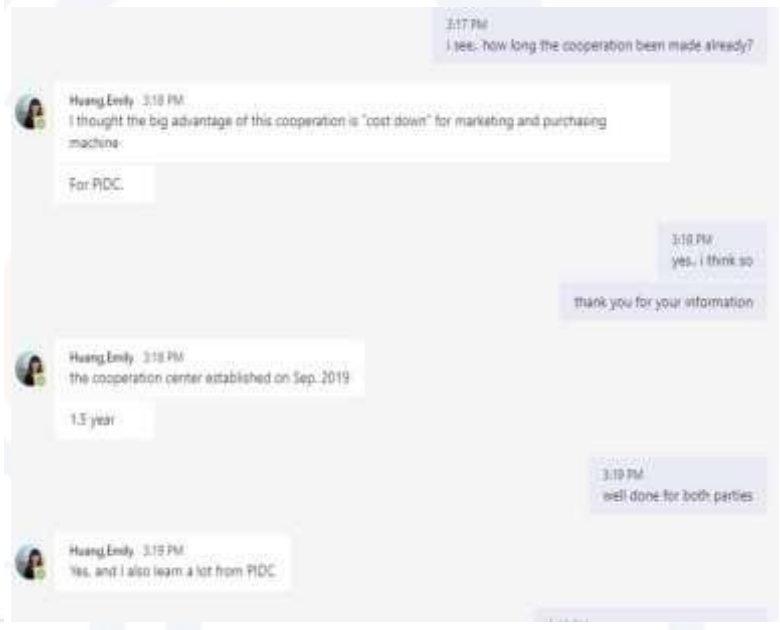 3:17 PM
i see.. how long the cooperation been made already?
Huang,Emily 3:18 PM
I thought the big advantage of this cooperation is "cost down" for marketing and purchasing
machine
For PIDC.
3:18 PM
yes.. i think so
thank you for your information
Huang,Emily 3:18 PM
the cooperation center established on Sep. 2019
1.5 year
3:19 PM
well done for both parties
Huang,Emily 3:19 PM
Yes, and I also learn a lot from PIDC